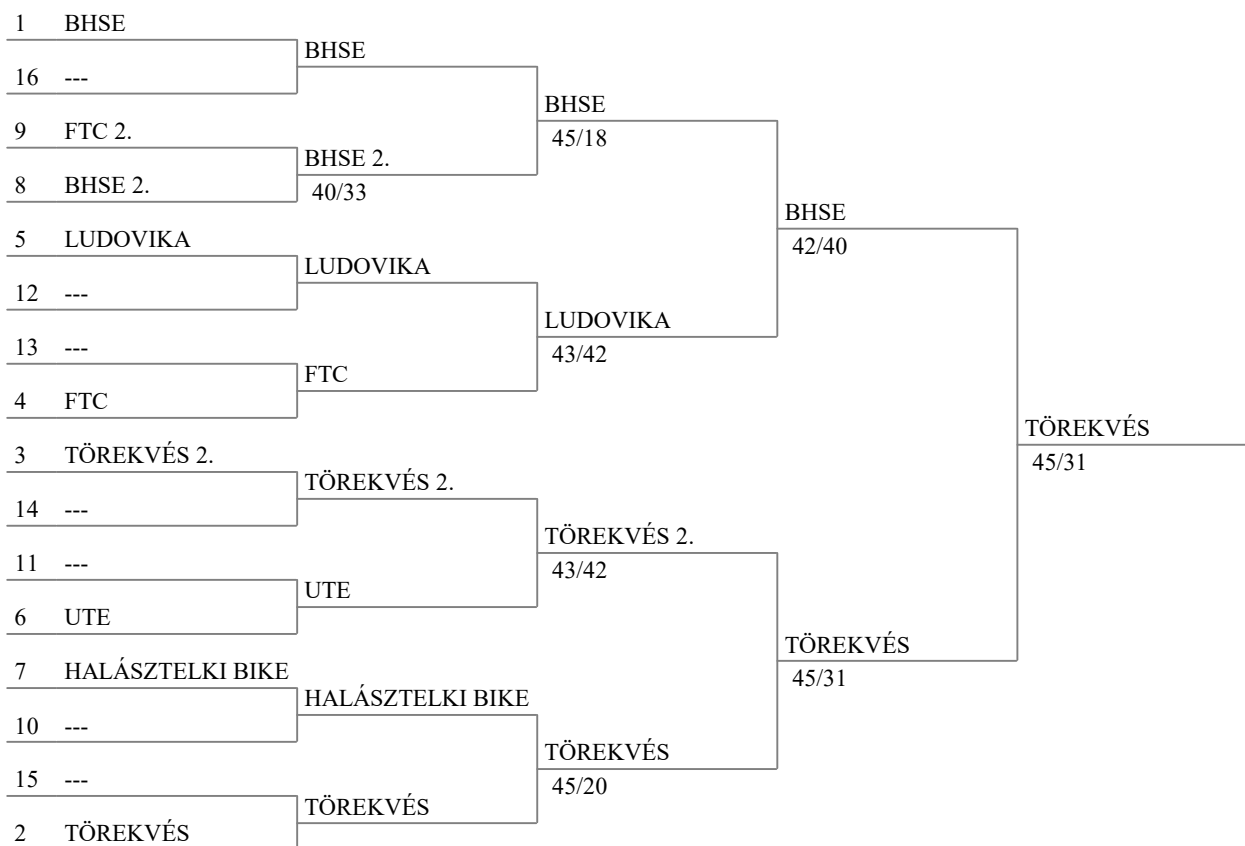 1 BHSE
BHSE
16 ---
BHSE
45/18
9 FTC 2.
BHSE 2.
40/33
8 BHSE 2.
BHSE
42/40
5 LUDOVIKA
LUDOVIKA
12 ---
LUDOVIKA
43/42
13 ---
FTC
4 FTC
TÖREKVÉS
45/31
3 TÖREKVÉS 2.
TÖREKVÉS 2.
14 ---
TÖREKVÉS 2.
43/42
11 ---
UTE
6 UTE
TÖREKVÉS
45/31
7 HALÁSZTELKI BIKE
HALÁSZTELKI BIKE
10 ---
TÖREKVÉS
45/20
15 ---
TÖREKVÉS
2 TÖREKVÉS